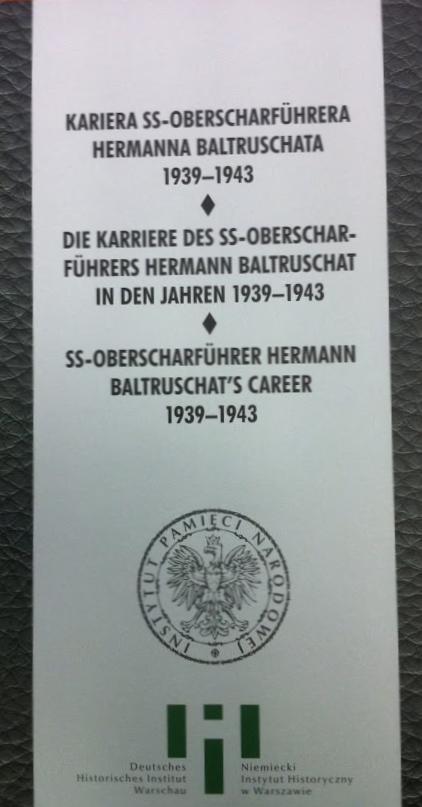 KARIERA SS-OBERSCHARFÜHRERA
HERMANNA BALTRUSCHATA
1939–1943
DIE KARRIERE DES SS-OBERSCHAR-
FÜHRERS HERMANN BALTRUSCHAT
IN DEN JAHREN 1939–1943
SS-OBERSCHARFÜHRER HERMANN
BALTRUSCHAT'S CAREER
1939–1943
INSTYTUT PAMIĘCI NARODOWEJ
Deutsches
Historisches Institut
Warschau
Niemiecki
Instytut Historyczny
w Warszawie